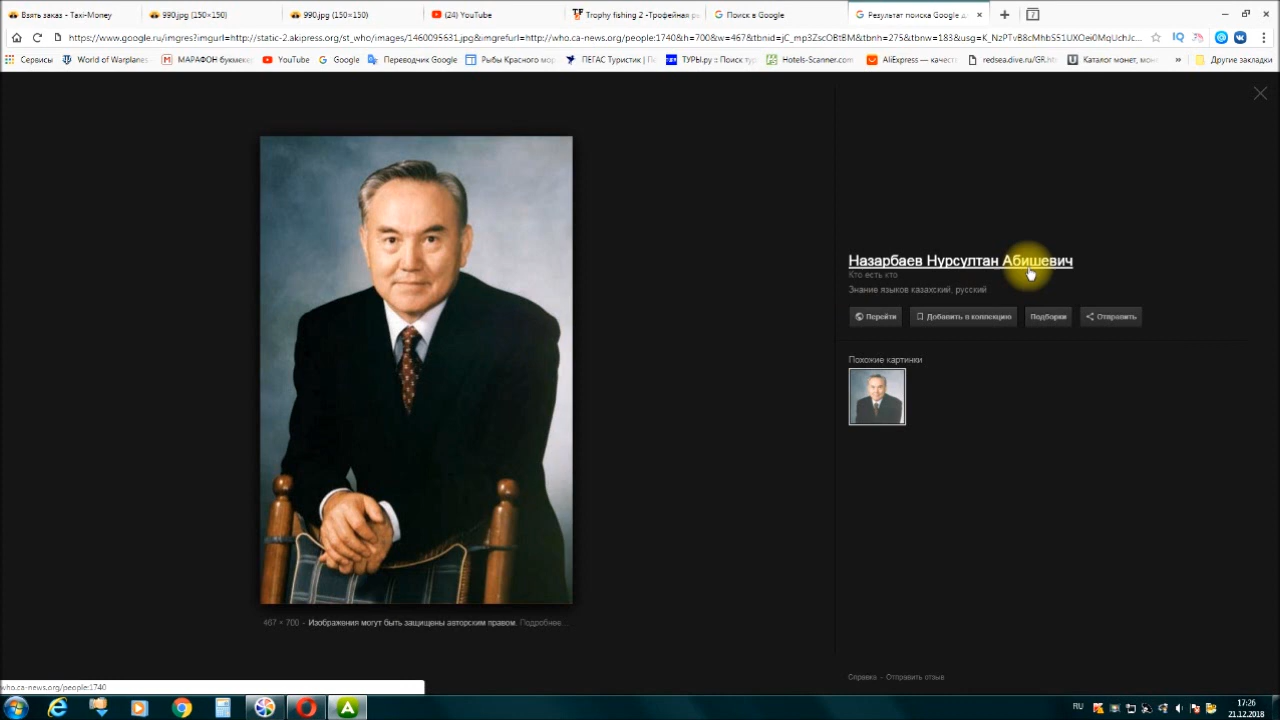 Взять заказ - Taxi-Money
990.jpg (150×150)
990.jpg (150×150)
(24) YouTube
Trophy fishing 2 - Трофейная р
Поиск в Google
Результат поиска Google д
7
https://www.google.ru/imgres?imgurl=http://static-2.akipress.org/st_who/images/1460095631.jpg&imgrefurl=http://who.ca-news.org/people:1740&h=700&w=467&tbnid=jC_mp3ZscOBtBM&tbnh=275&tbnw=183&usg=K_NzPTvB8cMhbS51UXOei0MqUchJc...
IQ
Сервисы
World of Warplanes
МАРАФОН букмеке
YouTube
Google
Переводчик Google
Рыбы Красного мор
ПЕГАС Туристик | П
ТУРЫ.ру :: Поиск тур
Hotels-Scanner.com
AliExpress — качест
redsea.dive.ru/GR.ht
Каталог монет, мон
»
Другие закладки
Назарбаев Нурсултан Абишевич
Кто есть кто
Знание языков казахский, русский
Перейти
Добавить в коллекцию
Подборки
Отправить
Похожие картинки
467 × 700 - Изображения могут быть защищены авторским правом. Подробнее…
Справка - Отправить отзыв
who.ca-news.org/people:1740
RU
17:26
21.12.2018